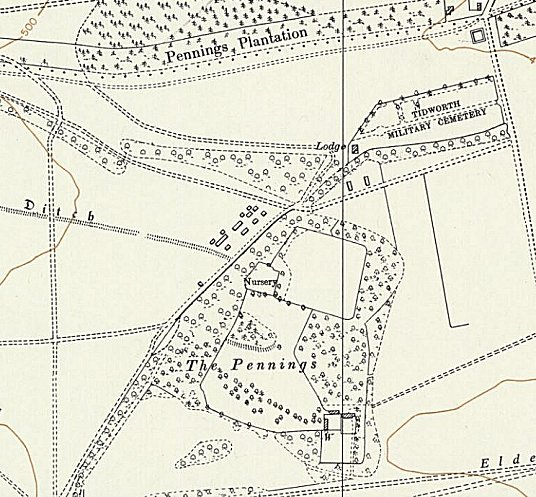 500
Pennings Plantation
TIDWORTH
MILITARY CEMETERY
Lodge
Ditch
Nursery
The Pennings
W
Elde